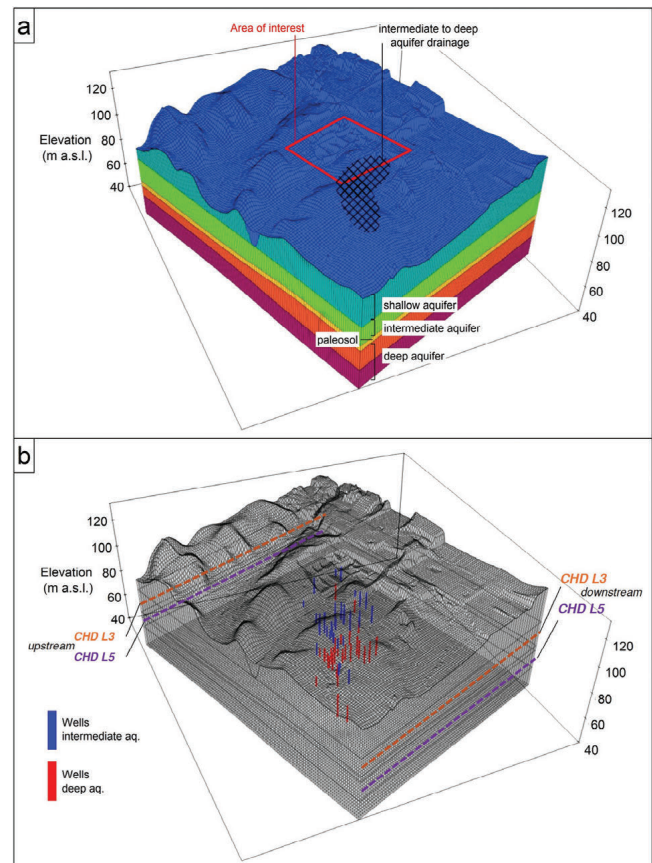 a
Area of interest
intermediate to deep
aquifer drainage
120
100
Elevation
80
(m a.s.l.)
60
40
120
100
80
60
40
shallow aquifer
intermediate aquifer
paleosol
deep aquifer
b
120
100
Elevation
80
(m a.s.l.)
60
40
CHD L3
upstream
CHD L5
CHD L3
downstream
CHD L5
120
100
80
60
40
Wells
intermediate aq.
Wells
deep aq.